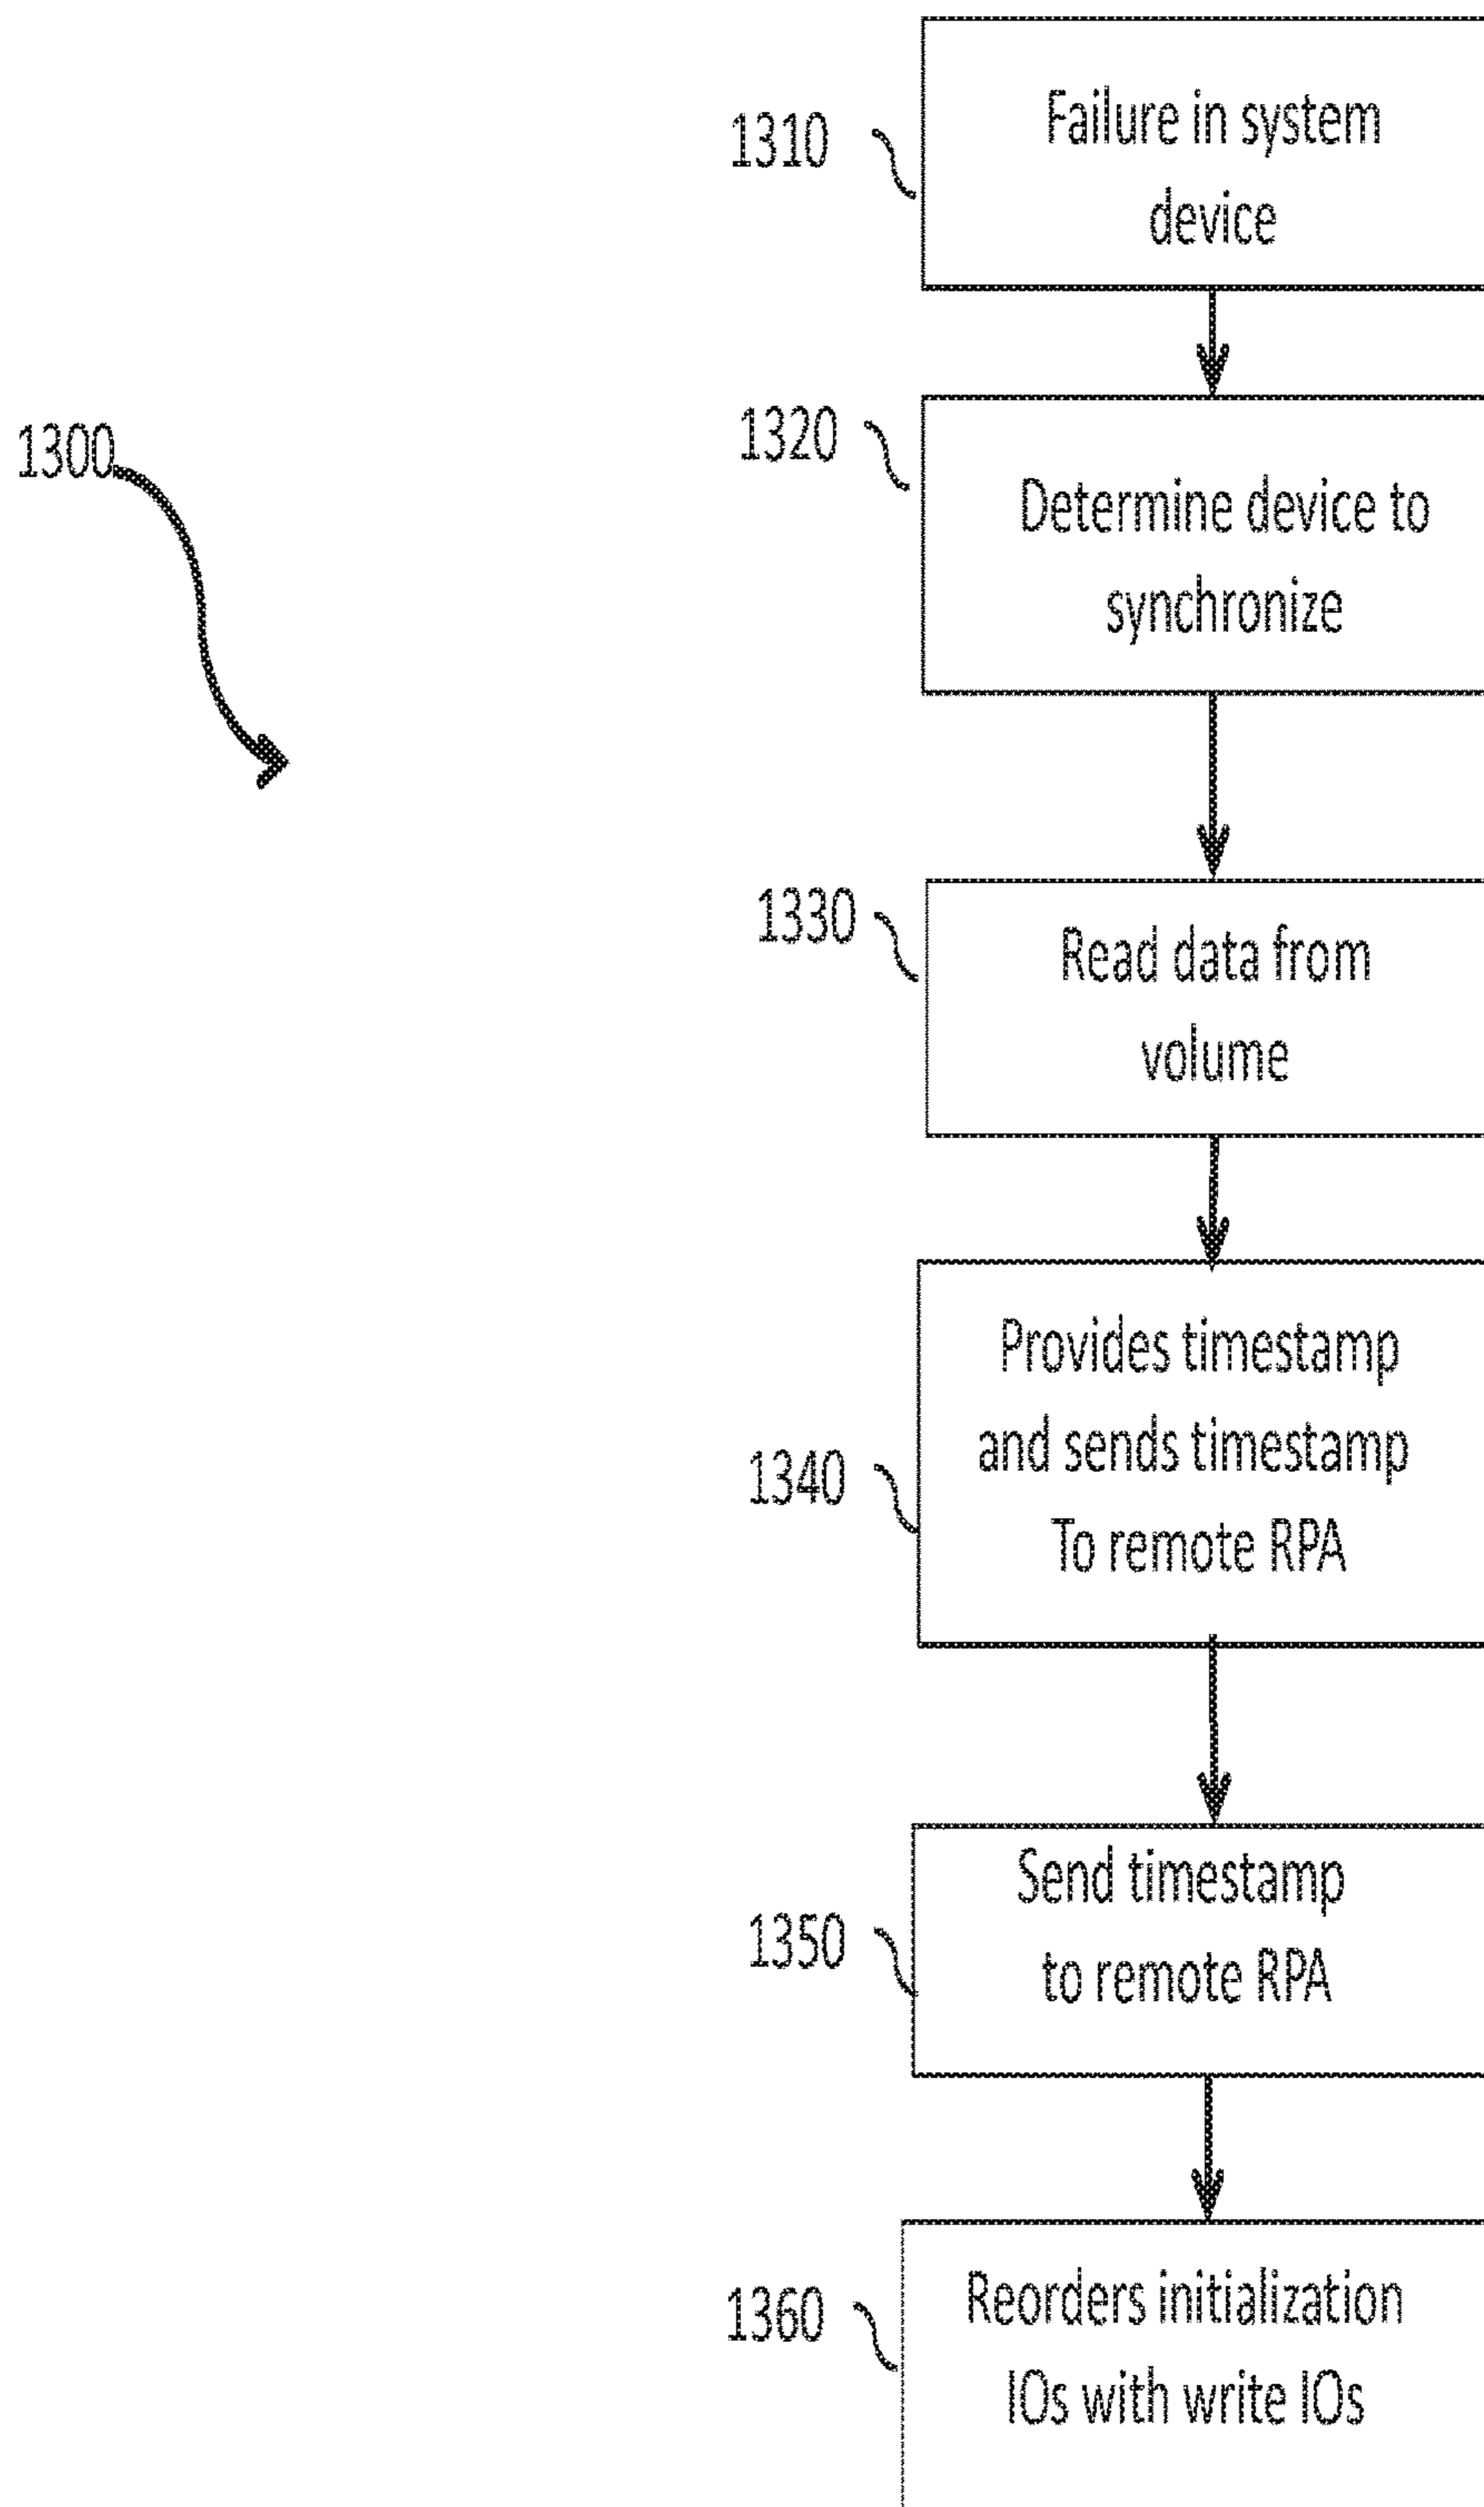 1300
1310
Failure in system
device
1320
Determine device to
synchronize
1330
Read data from
volume
1340
Provides timestamp
and sends timestamp
To remote RPA
1350
Send timestamp
to remote RPA
1360
Reorders initialization
IOs with write IOs